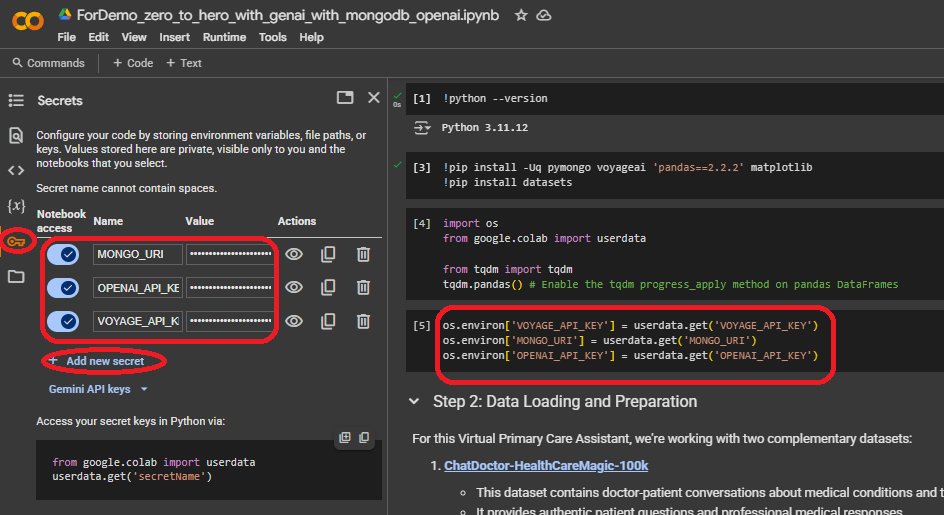 ForDemo_zero_to_hero_with_genai_with_mongodb_openai.ipynb
File Edit View Insert Runtime Tools Help
Commands + Code + Text
Secrets
Configure your code by storing environment variables, file paths, or
keys. Values stored here are private, visible only to you and the
notebooks that you select.
Secret name cannot contain spaces.
Notebook access Name Value Actions
MONGO_URI
OPENAI_API_KE
VOYAGE_API_K
+ Add new secret
Gemini API keys
Access your secret keys in Python via:
from google.colab import userdata
userdata.get('secretName')
0s
[1] !python --version
Python 3.11.12
[3] !pip install -Uq pymongo voyageai 'pandas==2.2.2' matplotlib
!pip install datasets
[4] import os
from google.colab import userdata
from tqdm import tqdm
tqdm.pandas() # Enable the tqdm progress_apply method on pandas DataFrames
[5] os.environ['VOYAGE_API_KEY'] = userdata.get('VOYAGE_API_KEY')
os.environ['MONGO_URI'] = userdata.get('MONGO_URI')
os.environ['OPENAI_API_KEY'] = userdata.get('OPENAI_API_KEY')
Step 2: Data Loading and Preparation
For this Virtual Primary Care Assistant, we're working with two complementary datasets:
1. ChatDoctor-HealthCareMagic-100k
This dataset contains doctor-patient conversations about medical conditions and
It provides authentic patient questions and professional medical responses